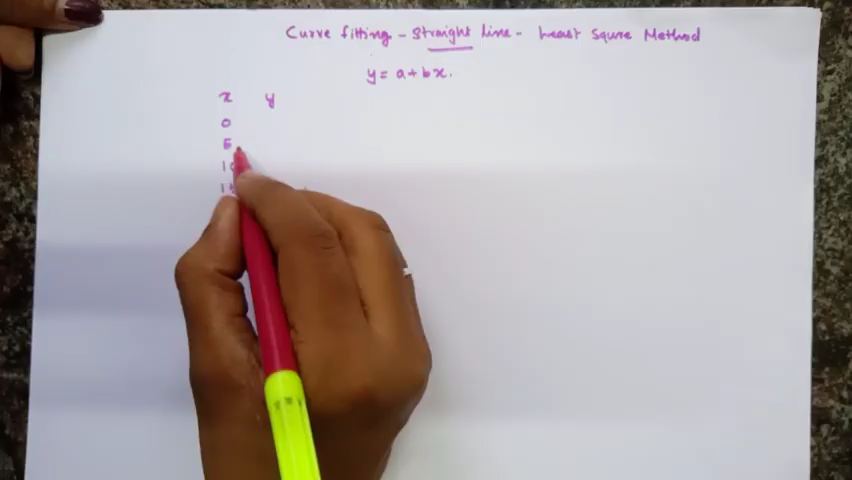 Curve fitting - Straight line - Least Squre Method
y = a + bx.
x y
0
5